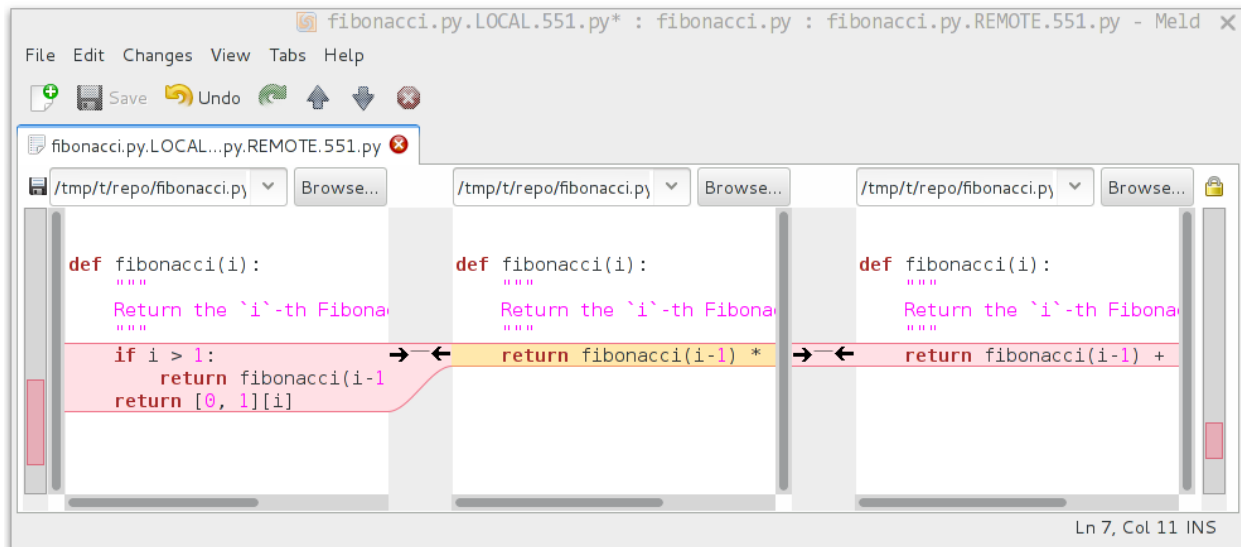 fibonacci.py.LOCAL.551.py* : fibonacci.py : fibonacci.py.REMOTE.551.py - Meld
File Edit Changes View Tabs Help
Save Undo
fibonacci.py.LOCAL...py.REMOTE.551.py
/tmp/t/repo/fibonacci.py Browse... /tmp/t/repo/fibonacci.py Browse... /tmp/t/repo/fibonacci.py Browse...
def fibonacci(i):
"""
Return the `i`-th Fibona
"""
if i > 1:
return fibonacci(i-1
return [0, 1][i]
def fibonacci(i):
"""
Return the `i`-th Fibona
"""
return fibonacci(i-1) *
def fibonacci(i):
"""
Return the `i`-th Fibona
"""
return fibonacci(i-1) +
Ln 7, Col 11 INS